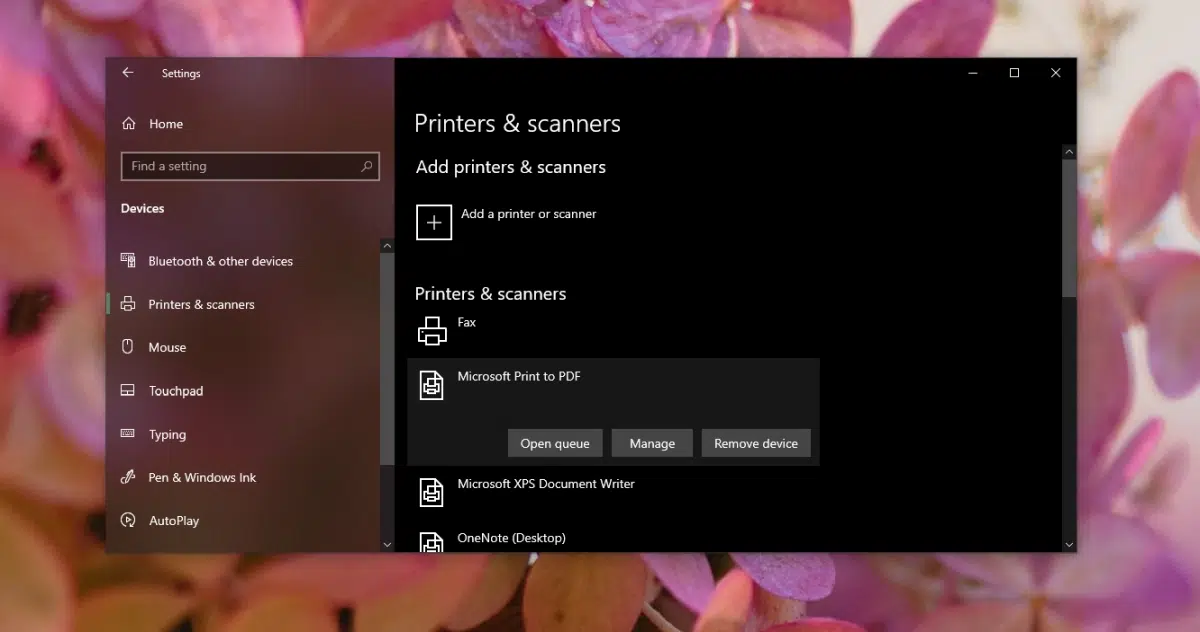 Settings
Home
Find a setting
Devices
Bluetooth & other devices
Printers & scanners
Mouse
Touchpad
Typing
Pen & Windows Ink
AutoPlay
Printers & scanners
Add printers & scanners
Add a printer or scanner
Printers & scanners
Fax
Microsoft Print to PDF
Open queue Manage Remove device
Microsoft XPS Document Writer
OneNote (Desktop)